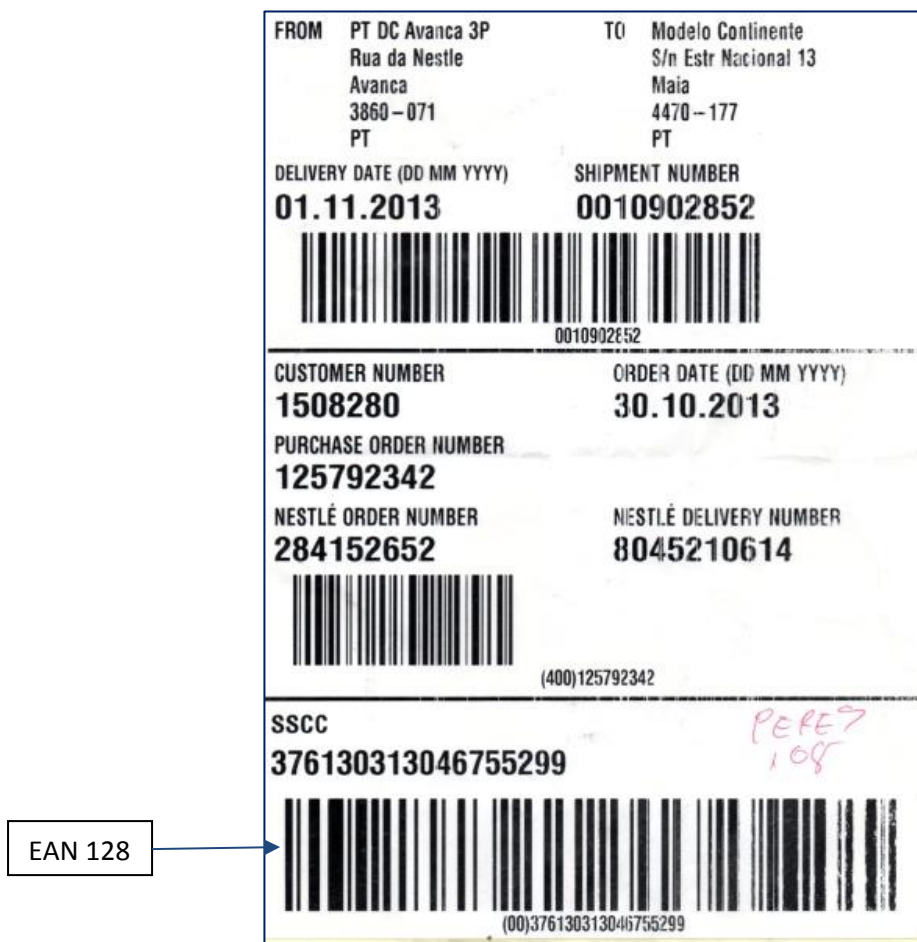 FROM PT DC Avanca 3P
Rua da Nestle
Avanca
3860-071
PT
TO Modelo Continente
S/n Estr Nacional 13
Maia
4470-177
PT
DELIVERY DATE (DD MM YYYY)
01.11.2013
SHIPMENT NUMBER
0010902852
0010902852
CUSTOMER NUMBER
1508280
ORDER DATE (DD MM YYYY)
30.10.2013
PURCHASE ORDER NUMBER
125792342
NESTLÉ ORDER NUMBER
284152652
NESTLÉ DELIVERY NUMBER
8045210614
(400)125792342
SSCC
376130313046755299
108
EAN 128
(00)376130313046755299